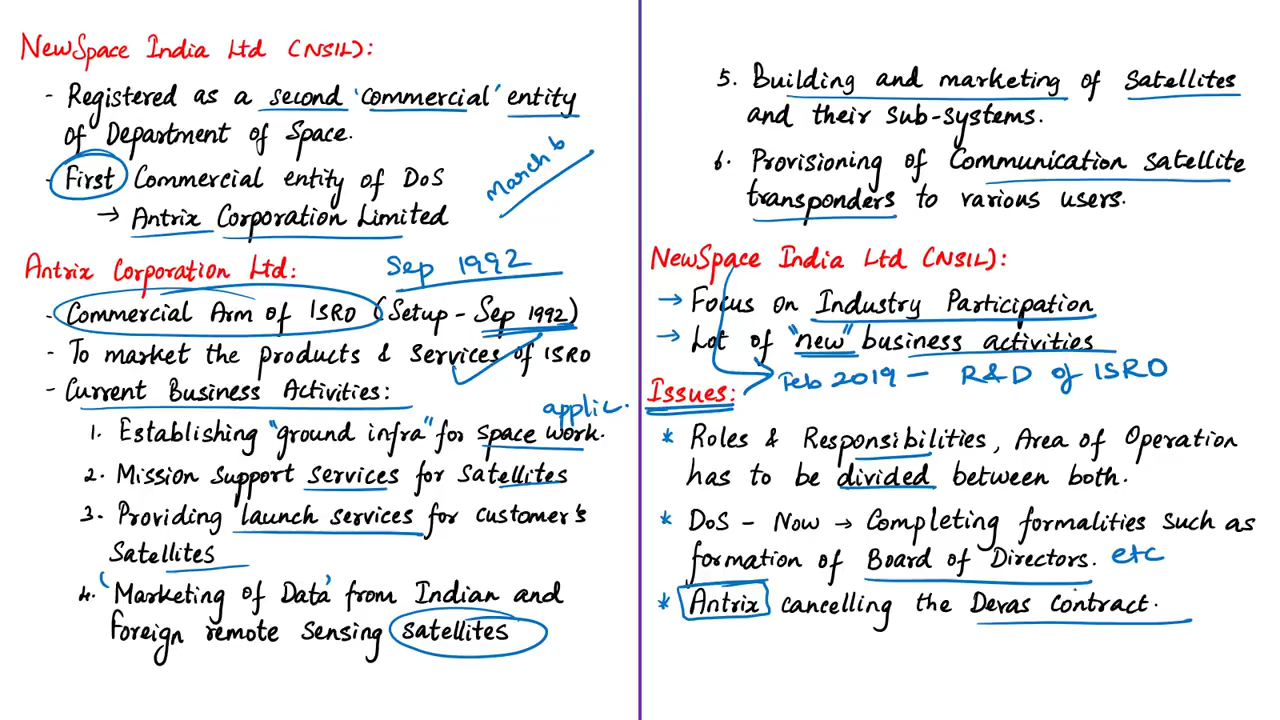 NewSpace India Ltd (NSIL):
- Registered as a second 'commercial' entity
of Department of Space.
- First Commercial entity of DoS
→ Antrix Corporation Limited
March 6
Antrix Corporation Ltd:
Sep 1992
- Commercial Arm of ISRO (Setup - Sep 1992)
- To market the products & services of ISRO
- Current Business Activities:
applic.
1. Establishing "ground infra" for space work.
2. Mission support services for satellites
3. Providing launch services for customer's
satellites
4. 'Marketing of Data' from Indian and
foreign remote sensing satellites
5. Building and marketing of satellites
and their sub-systems.
6. Provisioning of Communication satellite
transponders to various users.
NewSpace India Ltd (NSIL):
→ Focus on Industry Participation
→ Lot of "new" business activities
Feb 2019 - R&D of ISRO
Issues:
* Roles & Responsibilities, Area of Operation
has to be divided between both.
* DoS - Now → Completing formalities such as
formation of Board of Directors. etc
* Antrix cancelling the Devas contract.